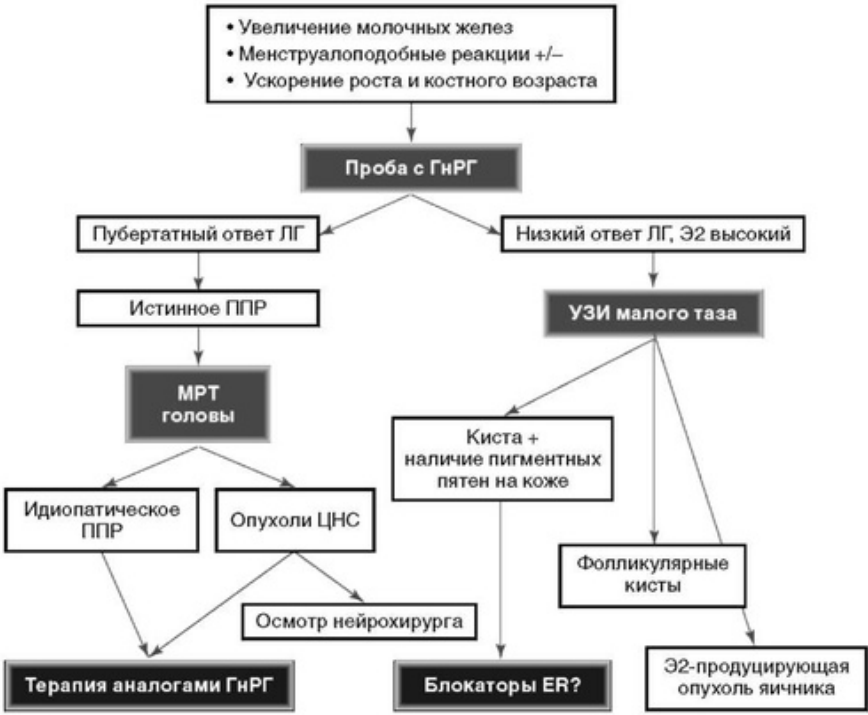 • Увеличение молочных желез
• Менструалоподобные реакции +/–
• Ускорение роста и костного возраста
Проба с ГнРГ
Пубертатный ответ ЛГ
Низкий ответ ЛГ, Э2 высокий
Истинное ППР
УЗИ малого таза
МРТ
головы
Киста +
наличие пигментных
пятен на коже
Идиопатическое
ППР
Опухоли ЦНС
Фолликулярные
кисты
Осмотр нейрохирурга
Терапия аналогами ГнРГ
Блокаторы ER?
Э2-продуцирующая
опухоль яичника